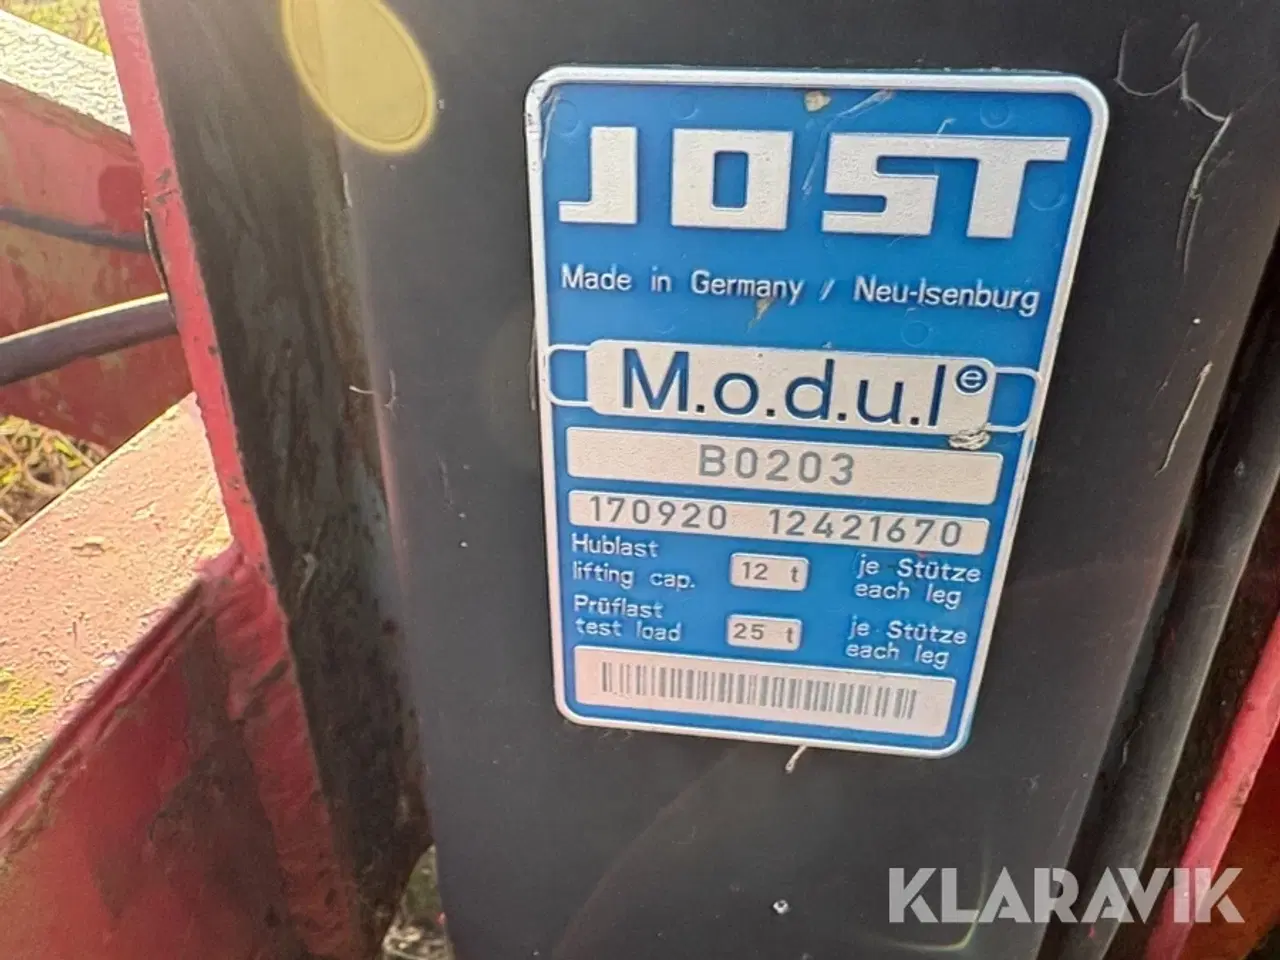 JOST
Made in Germany / Neu-Isenburg
M.o.d.u.l e
B0203
170920 12421670
Hublast je Stütze
lifting cap. 12 t each leg
Prüflast je Stütze
test load 25 t each leg
KLARAVIK